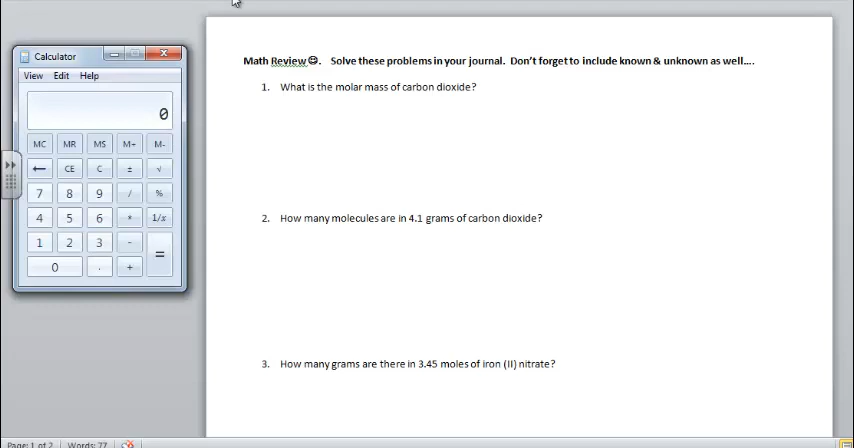 Calculator
View Edit Help
0
MC MR MS M+ M-
← CE C ± √
7 8 9 / %
4 5 6 * 1/x
1 2 3 - =
0 . +
Math Review☺. Solve these problems in your journal. Don't forget to include known & unknown as well....
1. What is the molar mass of carbon dioxide?
2. How many molecules are in 4.1 grams of carbon dioxide?
3. How many grams are there in 3.45 moles of iron (II) nitrate?
Page: 1 of 2 Words: 77